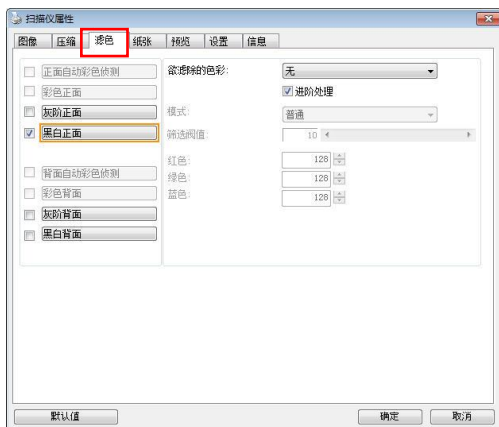 扫描仪属性
图像 压缩 滤色 纸张 预览 设置 信息
正面自动彩色侦测 欲滤除的色彩: 无
彩色正面 进阶处理
灰阶正面 模式: 普通
黑白正面 筛选阀值: 10
红色: 128
背面自动彩色侦测 绿色: 128
彩色背面 蓝色: 128
灰阶背面
黑白背面
默认值 确定 取消